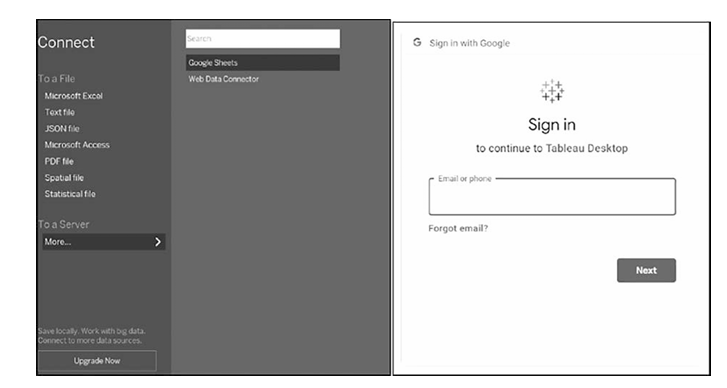 Connect
To a File
Microsoft Excel
Text file
JSON file
Microsoft Access
PDF file
Spatial file
Statistical file
To a Server
More...
Save locally. Work with big data.
Connect to more data sources.
Upgrade Now
Search
Google Sheets
Web Data Connector
G Sign in with Google
Sign in
to continue to Tableau Desktop
Email or phone
Forgot email?
Next